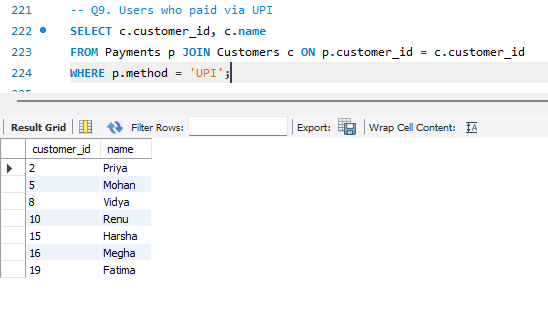 221 -- Q9. Users who paid via UPI
222 SELECT c.customer_id, c.name
223 FROM Payments p JOIN Customers c ON p.customer_id = c.customer_id
224 WHERE p.method = 'UPI';
Result Grid Filter Rows: Export: Wrap Cell Content: IA
customer_id name
2 Priya
5 Mohan
8 Vidya
10 Renu
15 Harsha
16 Megha
19 Fatima